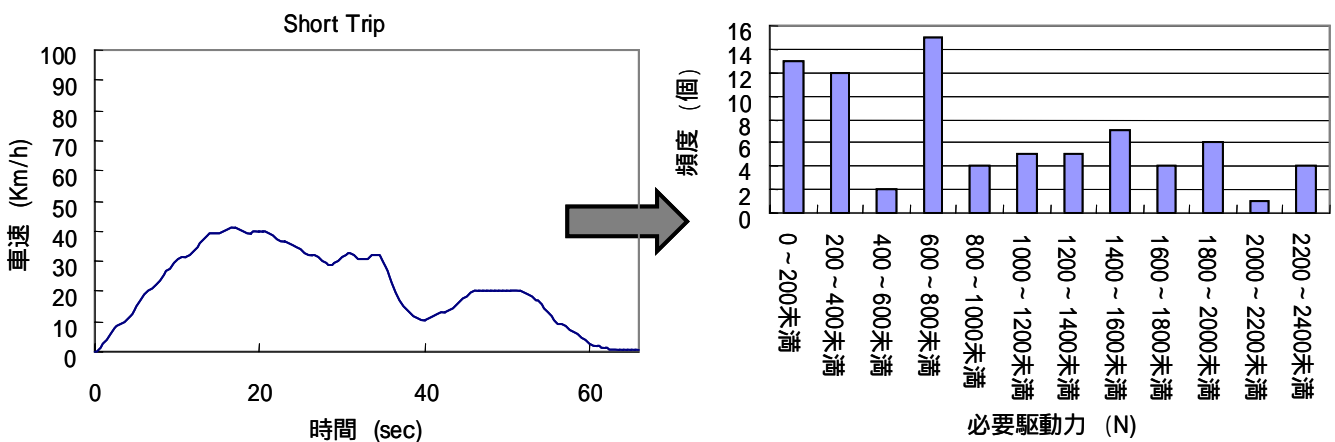 Short Trip
100
90
80
70
60
50
40
30
20
10
0
車速 (Km/h)
0 20 40 60
時間 (sec)
16
14
12
10
8
6
4
2
0
頻度 (個)
0~200未満
200~400未満
400~600未満
600~800未満
800~1000未満
1000~1200未満
1200~1400未満
1400~1600未満
1600~1800未満
1800~2000未満
2000~2200未満
2200~2400未満
必要駆動力 (N)